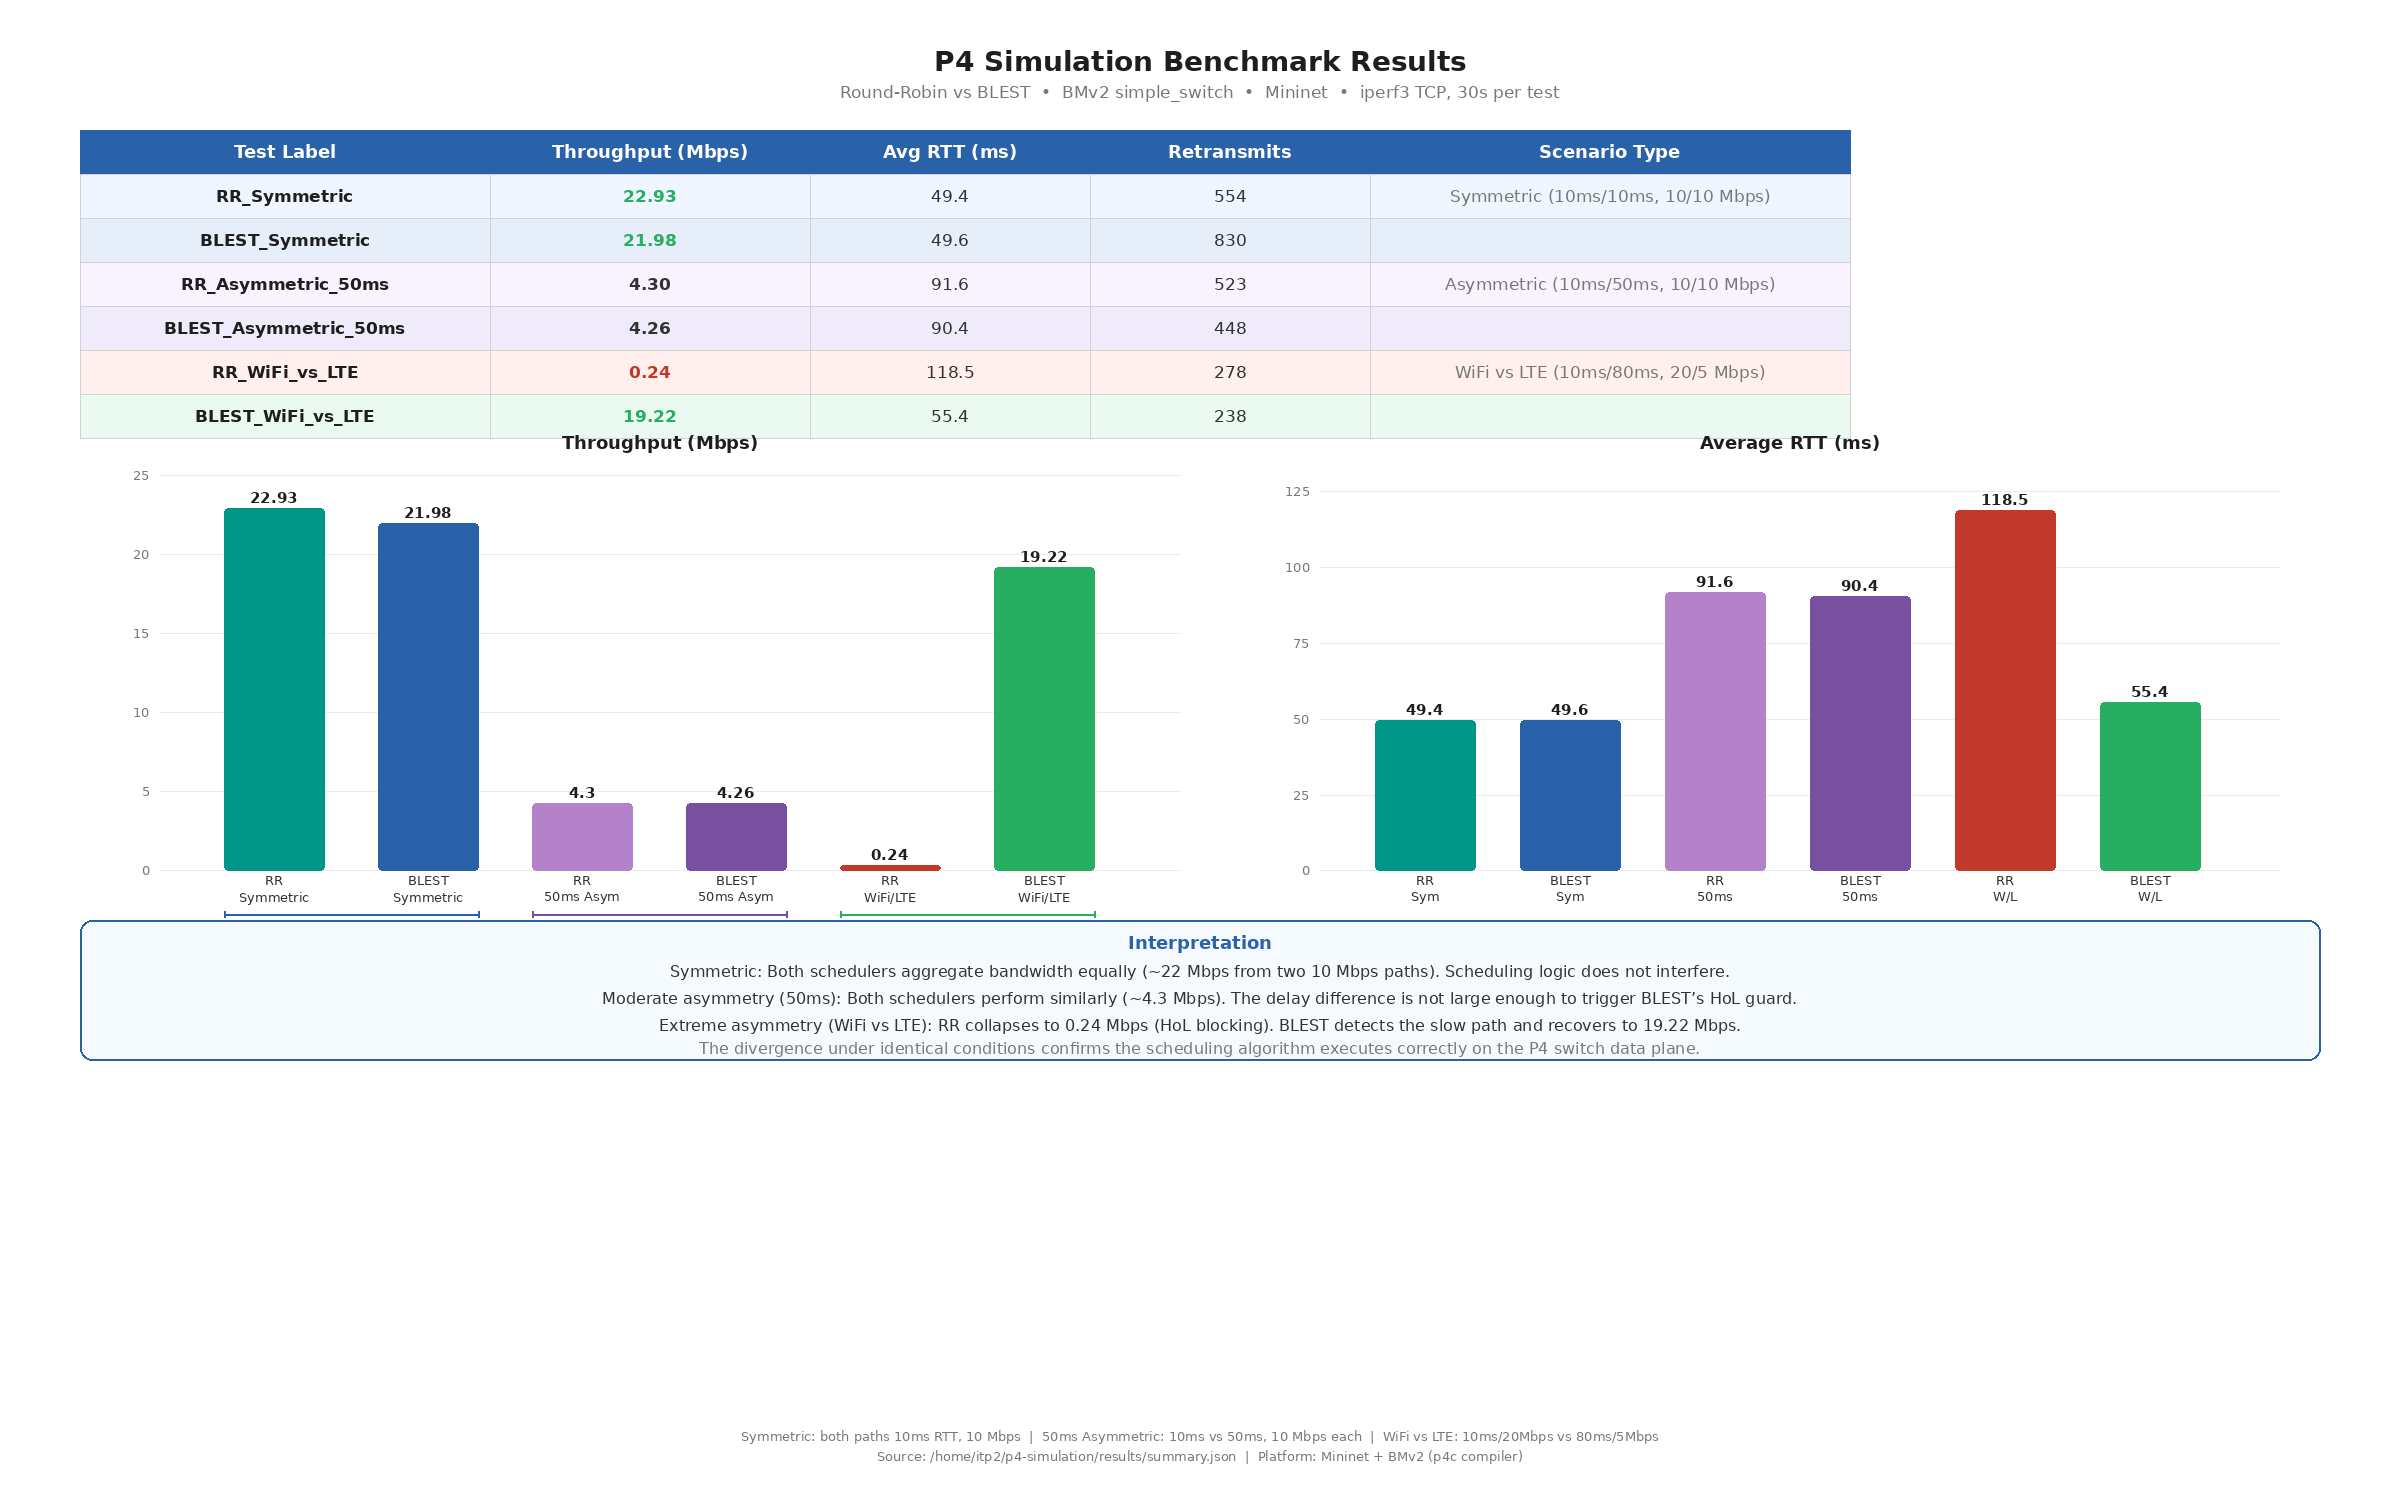 P4 Simulation Benchmark Results
Round-Robin vs BLEST • BMv2 simple_switch • Mininet • iperf3 TCP, 30s per test
Test Label Throughput (Mbps) Avg RTT (ms) Retransmits Scenario Type
RR_Symmetric 22.93 49.4 554 Symmetric (10ms/10ms, 10/10 Mbps)
BLEST_Symmetric 21.98 49.6 830
RR_Asymmetric_50ms 4.30 91.6 523 Asymmetric (10ms/50ms, 10/10 Mbps)
BLEST_Asymmetric_50ms 4.26 90.4 448
RR_WiFi_vs_LTE 0.24 118.5 278 WiFi vs LTE (10ms/80ms, 20/5 Mbps)
BLEST_WiFi_vs_LTE 19.22 55.4 238
Throughput (Mbps)
25
20
15
10
5
0
22.93
21.98
4.3
4.26
0.24
19.22
RR BLEST RR BLEST RR BLEST
Symmetric Symmetric 50ms Asym 50ms Asym WiFi/LTE WiFi/LTE
Average RTT (ms)
125
100
75
50
25
0
49.4
49.6
91.6
90.4
118.5
55.4
RR BLEST RR BLEST RR BLEST
Sym Sym 50ms 50ms W/L W/L
Interpretation
Symmetric: Both schedulers aggregate bandwidth equally (~22 Mbps from two 10 Mbps paths). Scheduling logic does not interfere.
Moderate asymmetry (50ms): Both schedulers perform similarly (~4.3 Mbps). The delay difference is not large enough to trigger BLEST’s HoL guard.
Extreme asymmetry (WiFi vs LTE): RR collapses to 0.24 Mbps (HoL blocking). BLEST detects the slow path and recovers to 19.22 Mbps.
The divergence under identical conditions confirms the scheduling algorithm executes correctly on the P4 switch data plane.
Symmetric: both paths 10ms RTT, 10 Mbps | 50ms Asymmetric: 10ms vs 50ms, 10 Mbps each | WiFi vs LTE: 10ms/20Mbps vs 80ms/5Mbps
Source: /home/itp2/p4-simulation/results/summary.json | Platform: Mininet + BMv2 (p4c compiler)